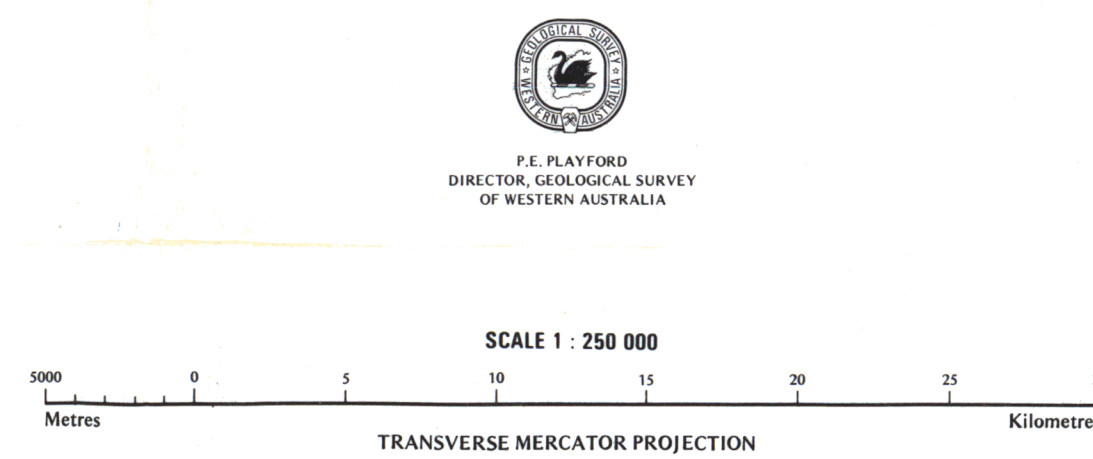 GEOLOGICAL SURVEY
WESTERN AUSTRALIA
P.E. PLAYFORD
DIRECTOR, GEOLOGICAL SURVEY
OF WESTERN AUSTRALIA
SCALE 1 : 250 000
5000 0 5 10 15 20 25
Metres Kilometre
TRANSVERSE MERCATOR PROJECTION